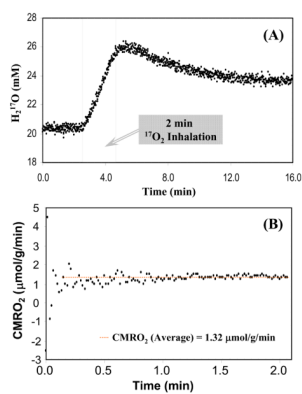 (A)
H₂¹⁷O (mM)
28
26
24
22
20
18
2 min
¹⁷O₂ Inhalation
0.0 4.0 8.0 12.0 16.0
Time (min)
(B)
CMRO₂ (μmol/g/min)
5
4
3
2
1
0
-1
-2
-3
CMRO₂ (Average) = 1.32 μmol/g/min
0 0.5 1.0 1.5 2.0
Time (min)